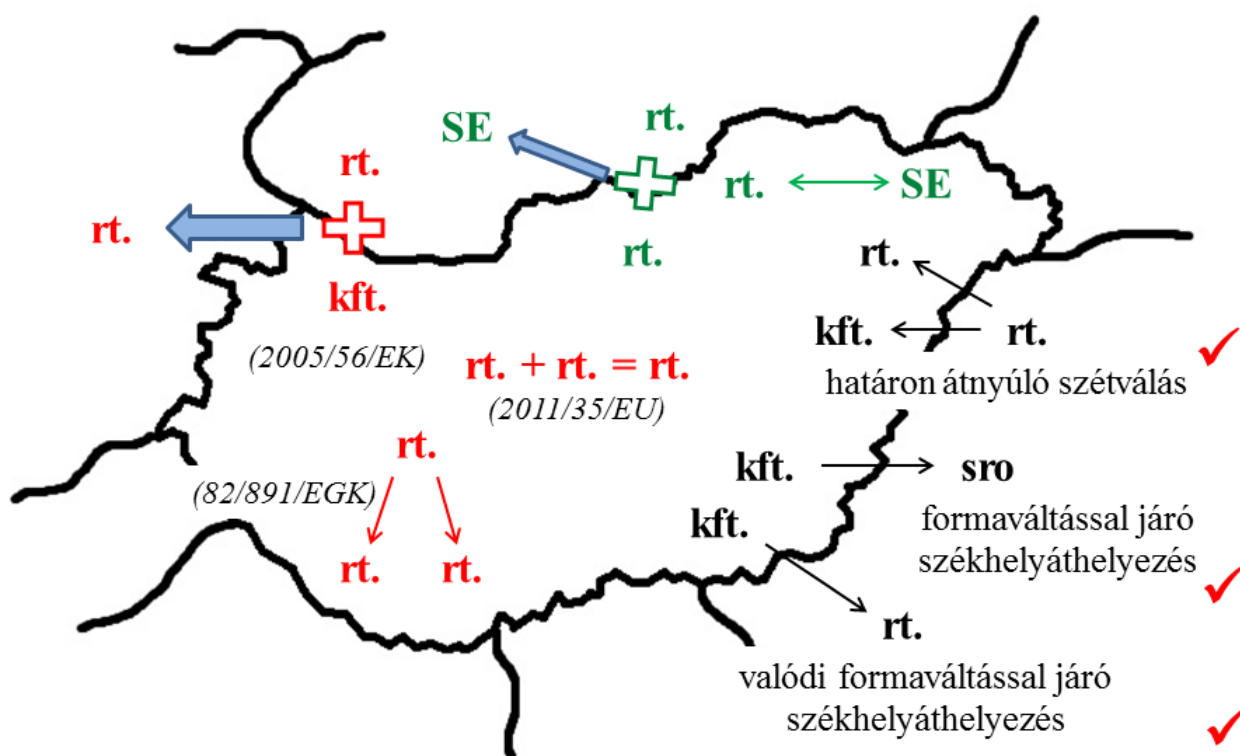 rt.
SE
rt.
rt.
SE
rt.
rt.
kft.
rt.
rt.
kft.
rt.
(2005/56/EK)
rt. + rt. = rt.
(2011/35/EU)
határon átnyúló szétválás
rt.
(82/891/EGK)
rt.
rt.
kft.
sro
formaváltással járó
székhelyáthelyezés
kft.
rt.
valódi formaváltással járó
székhelyáthelyezés